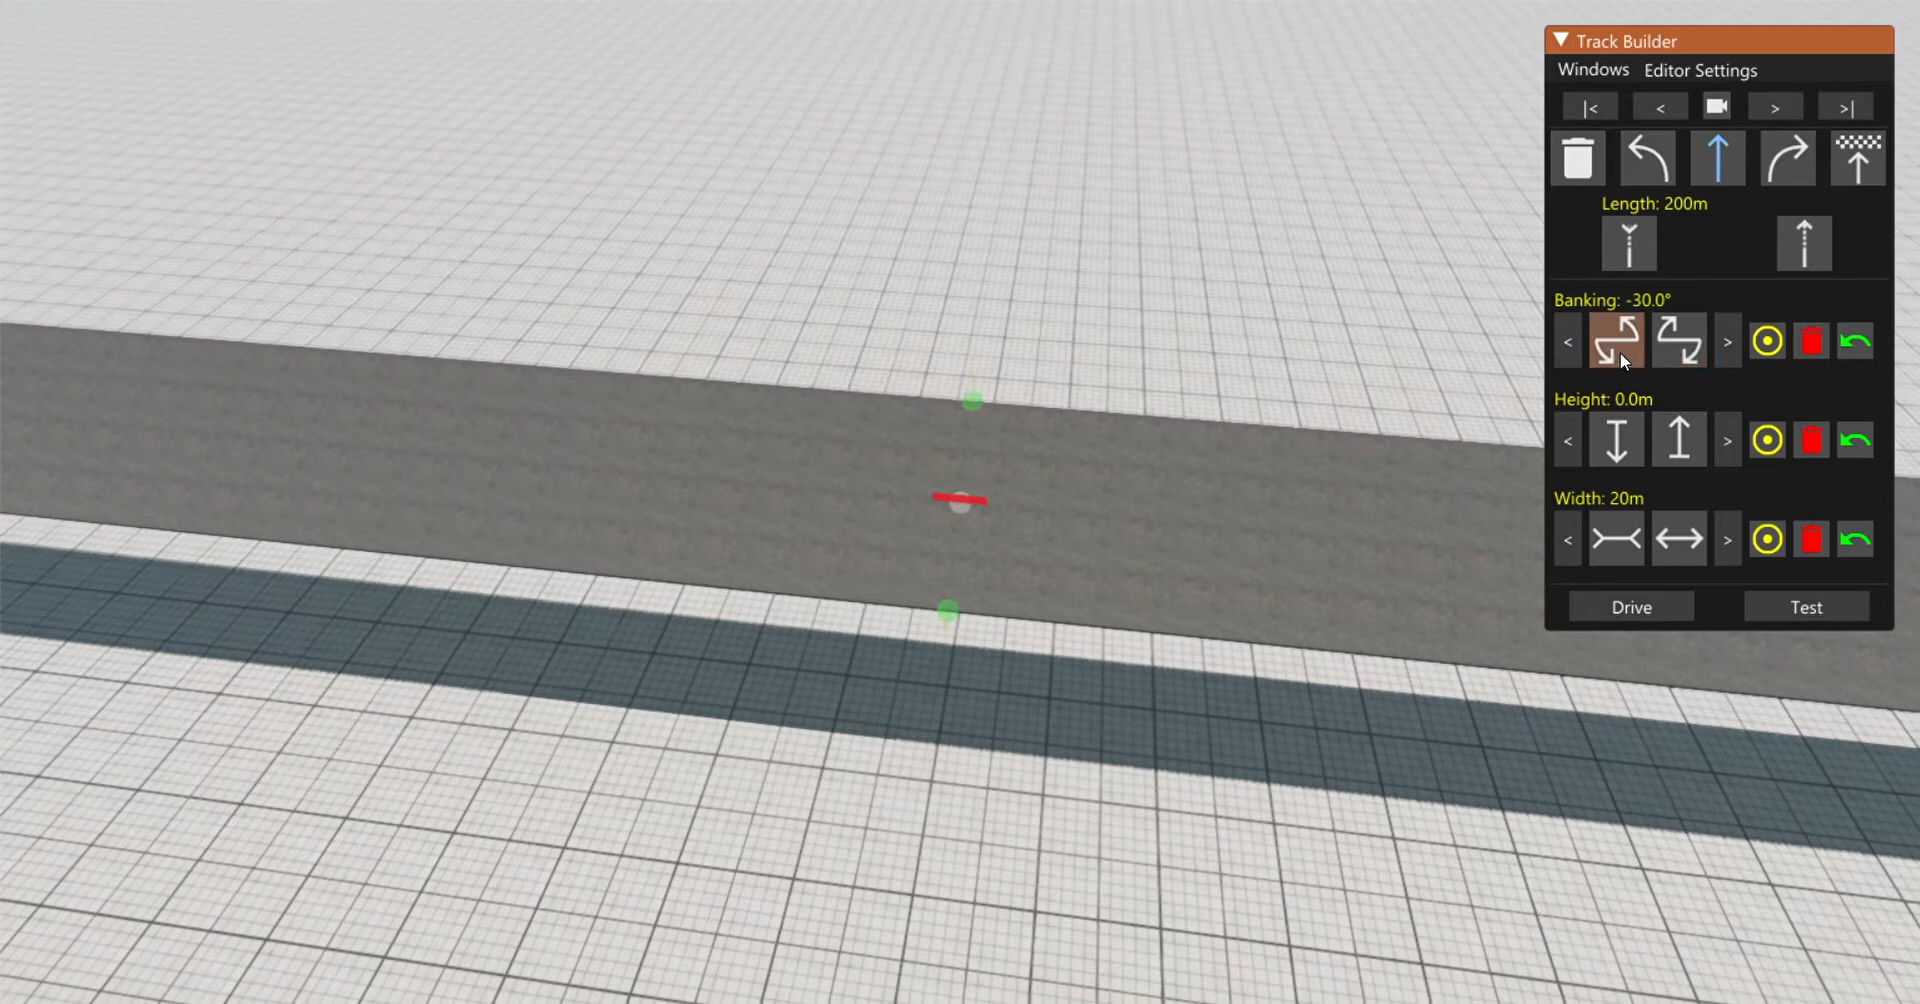 Track Builder
Windows Editor Settings
|< < > >|
Length: 200m
Banking: -30.0°
< >
Height: 0.0m
< >
Width: 20m
< >
Drive Test